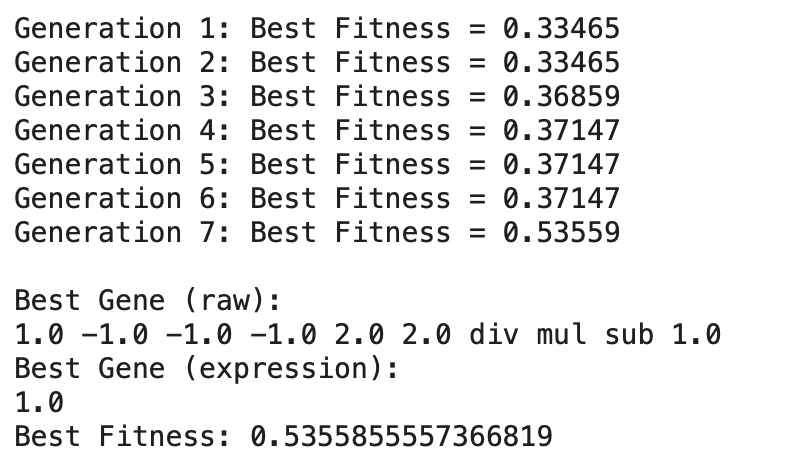 Generation 1: Best Fitness = 0.33465
Generation 2: Best Fitness = 0.33465
Generation 3: Best Fitness = 0.36859
Generation 4: Best Fitness = 0.37147
Generation 5: Best Fitness = 0.37147
Generation 6: Best Fitness = 0.37147
Generation 7: Best Fitness = 0.53559
Best Gene (raw):
1.0 -1.0 -1.0 -1.0 2.0 2.0 div mul sub 1.0
Best Gene (expression):
1.0
Best Fitness: 0.5355855557366819